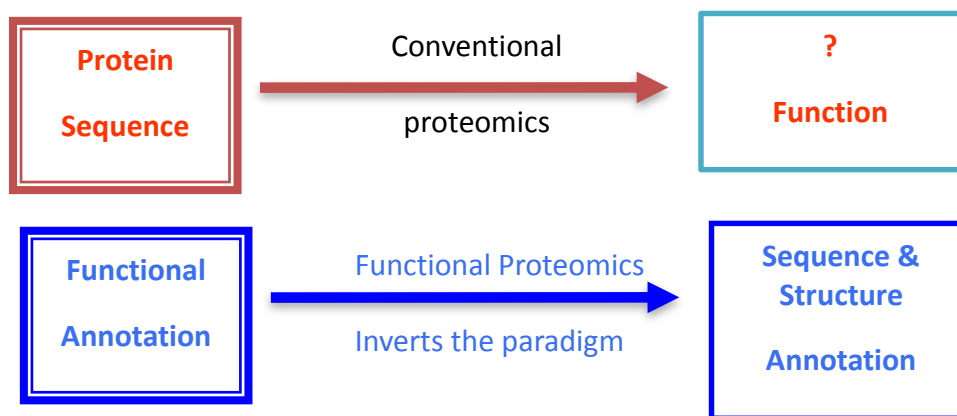 Protein
Sequence
Conventional
proteomics
?
Function
Functional
Annotation
Functional Proteomics
Inverts the paradigm
Sequence &
Structure
Annotation